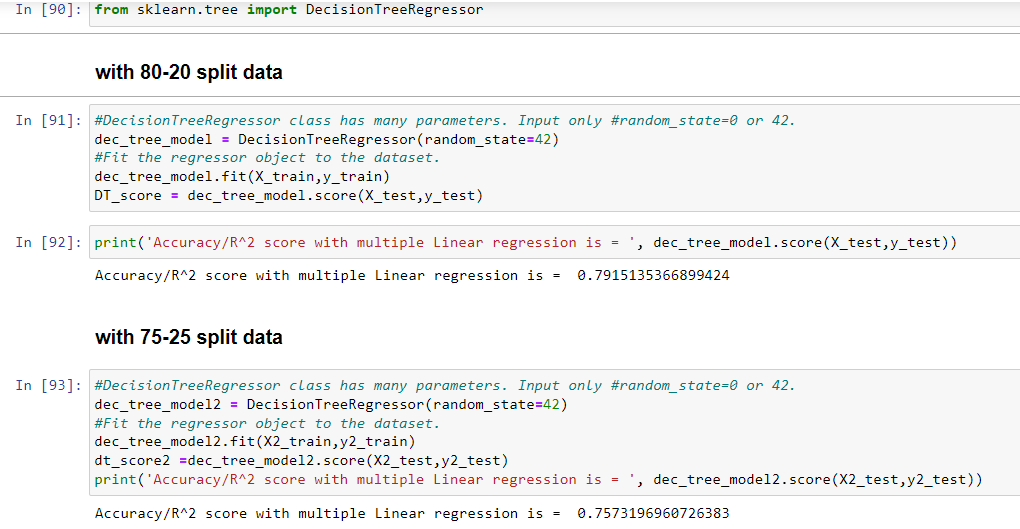 In [90]: from sklearn.tree import DecisionTreeRegressor
with 80-20 split data
In [91]: #DecisionTreeRegressor class has many parameters. Input only #random_state=0 or 42.
dec_tree_model = DecisionTreeRegressor(random_state=42)
#Fit the regressor object to the dataset.
dec_tree_model.fit(X_train,y_train)
DT_score = dec_tree_model.score(X_test,y_test)
In [92]: print('Accuracy/R^2 score with multiple Linear regression is = ', dec_tree_model.score(X_test,y_test))
Accuracy/R^2 score with multiple Linear regression is =  0.7915135366899424
with 75-25 split data
In [93]: #DecisionTreeRegressor class has many parameters. Input only #random_state=0 or 42.
dec_tree_model2 = DecisionTreeRegressor(random_state=42)
#Fit the regressor object to the dataset.
dec_tree_model2.fit(X2_train,y2_train)
dt_score2 =dec_tree_model2.score(X2_test,y2_test)
print('Accuracy/R^2 score with multiple Linear regression is = ', dec_tree_model2.score(X2_test,y2_test))
Accuracy/R^2 score with multiple Linear regression is =  0.7573196960726383